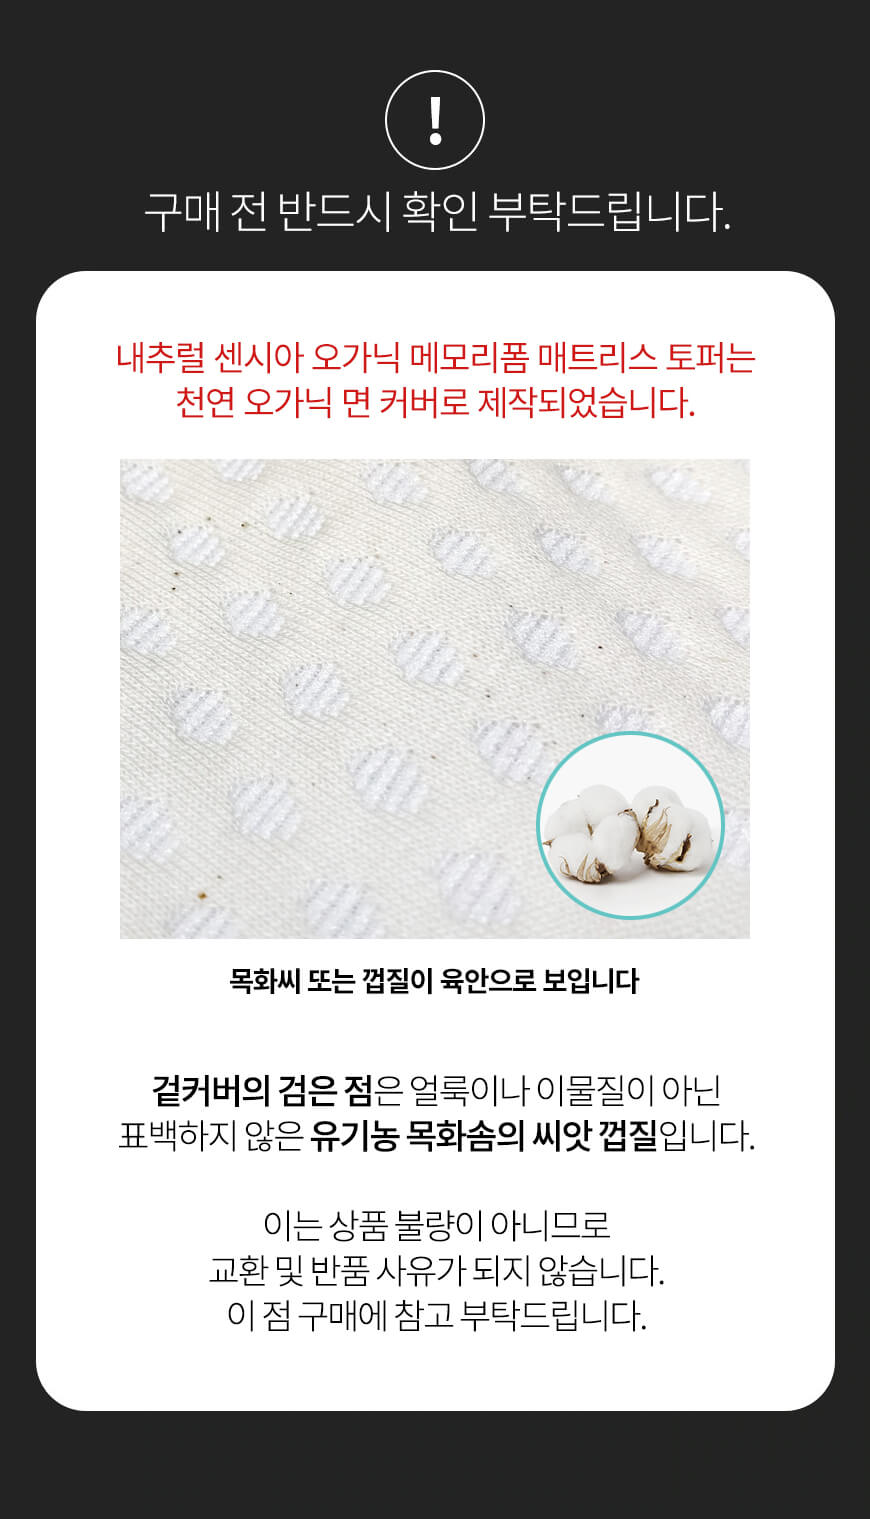 !
구매 전 반드시 확인 부탁드립니다.
내추럴 센시아 오가닉 메모리폼 매트리스 토퍼는
천연 오가닉 면 커버로 제작되었습니다.
목화씨 또는 껍질이 육안으로 보입니다
겉커버의 검은 점은 얼룩이나 이물질이 아닌
표백하지 않은 유기농 목화솜의 씨앗 껍질입니다.
이는 상품 불량이 아니므로
교환 및 반품 사유가 되지 않습니다.
이 점 구매에 참고 부탁드립니다.